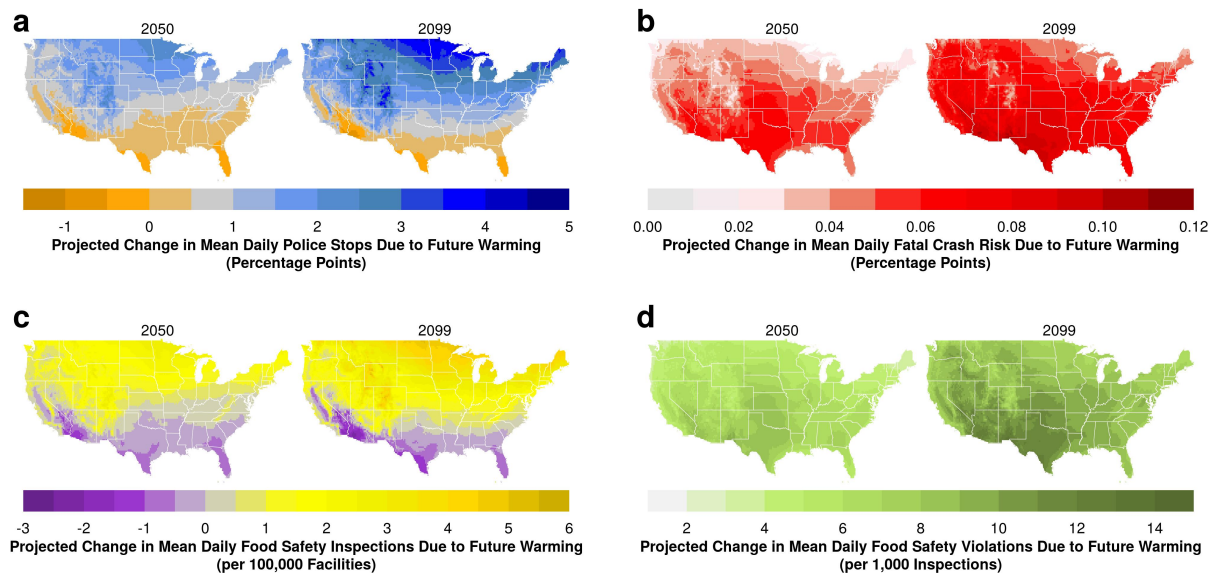 a
2050
2099
-1 0 1 2 3 4 5
Projected Change in Mean Daily Police Stops Due to Future Warming
(Percentage Points)
b
2050
2099
0.00 0.02 0.04 0.06 0.08 0.10 0.12
Projected Change in Mean Daily Fatal Crash Risk Due to Future Warming
(Percentage Points)
c
2050
2099
-3 -2 -1 0 1 2 3 4 5 6
Projected Change in Mean Daily Food Safety Inspections Due to Future Warming
(per 100,000 Facilities)
d
2050
2099
2 4 6 8 10 12 14
Projected Change in Mean Daily Food Safety Violations Due to Future Warming
(per 1,000 Inspections)